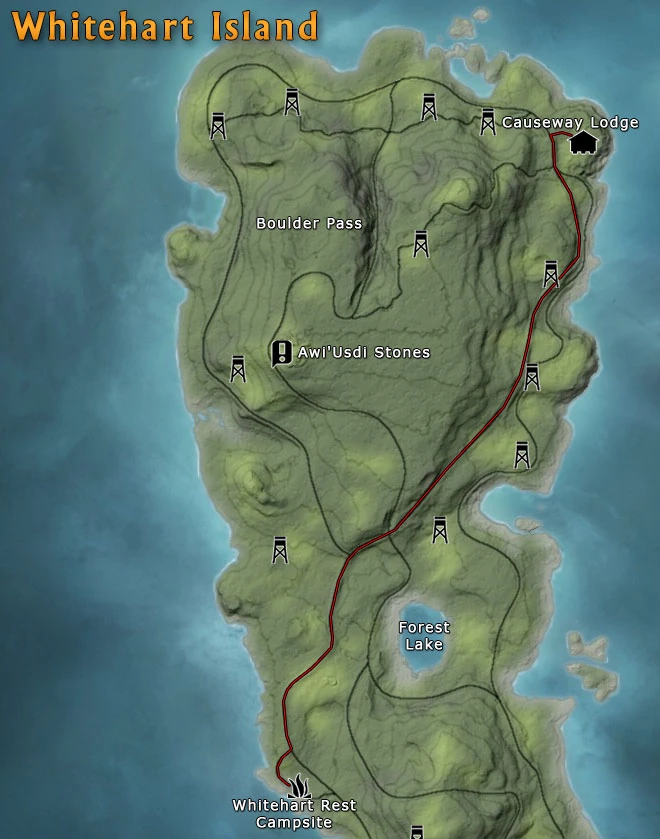 Whitehart Island
Causeway Lodge
Boulder Pass
Awi'Usdi Stones
Forest
Lake
Whitehart Rest
Campsite